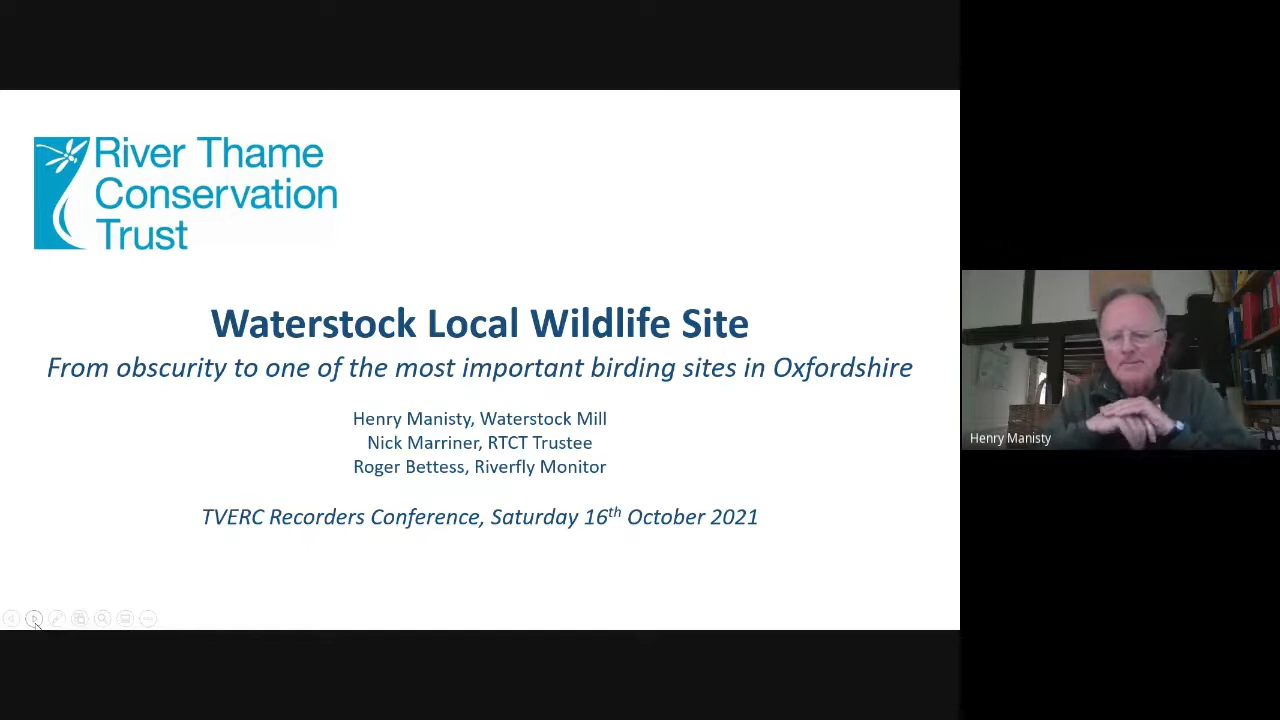 River Thame
Conservation
Trust
Waterstock Local Wildlife Site
From obscurity to one of the most important birding sites in Oxfordshire
Henry Manisty, Waterstock Mill
Nick Marriner, RTCT Trustee
Roger Bettess, Riverfly Monitor
TVERC Recorders Conference, Saturday 16th October 2021
Henry Manisty